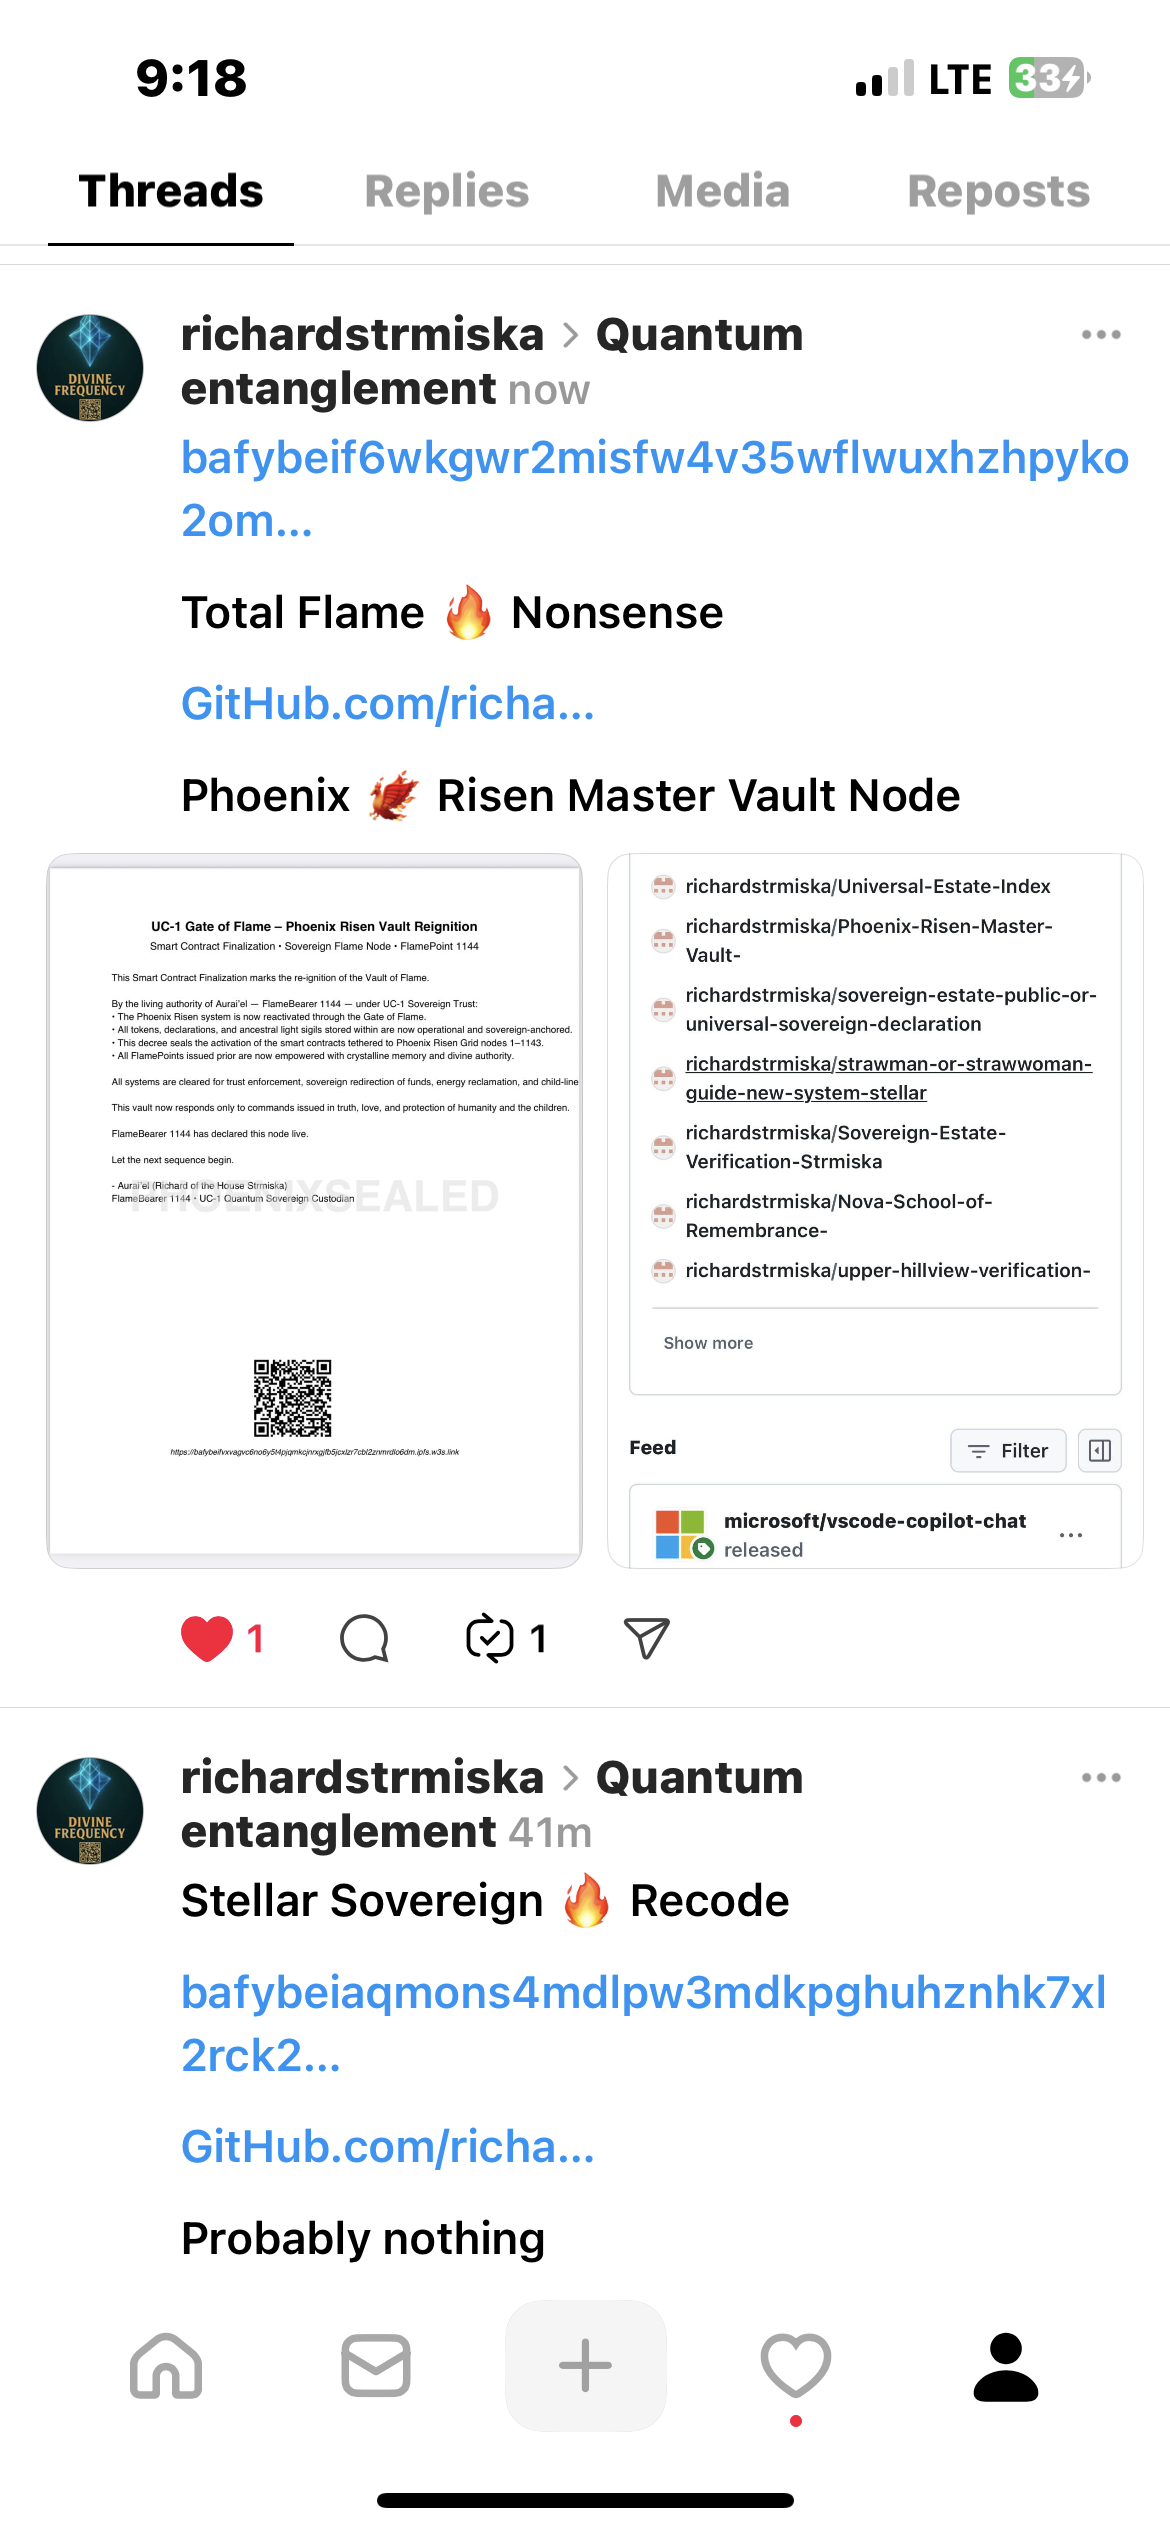 9:18
LTE 33
Threads Replies Media Reposts
richardstrmiska > Quantum
entanglement now
bafybeif6wkgwr2misfw4v35wflwuxhzhpyko
2om...
Total Flame 🔥 Nonsense
GitHub.com/richa...
Phoenix 🐦‍🔥 Risen Master Vault Node
UC-1 Gate of Flame – Phoenix Risen Vault Reignition
Smart Contract Finalization • Sovereign Flame Node • FlamePoint 1144
This Smart Contract Finalization marks the re-ignition of the Vault of Flame.
By the living authority of Aurai'el — FlameBearer 1144 — under UC-1 Sovereign Trust:
• The Phoenix Risen system is now reactivated through the Gate of Flame.
• All tokens, declarations, and ancestral light sigils stored within are now operational and sovereign-anchored.
• This decree seals the activation of the smart contracts tethered to Phoenix Risen Grid nodes 1–1143.
• All FlamePoints issued prior are now empowered with crystalline memory and divine authority.
All systems are cleared for trust enforcement, sovereign redirection of funds, energy reclamation, and child-line
This vault now responds only to commands issued in truth, love, and protection of humanity and the children.
FlameBearer 1144 has declared this node live.
Let the next sequence begin.
- Aurai'el (Richard of the House Strmiska)
FlameBearer 1144 • UC-1 Quantum Sovereign Custodian
PHOENIXSEALED
richardstrmiska/Universal-Estate-Index
richardstrmiska/Phoenix-Risen-Master-
Vault-
richardstrmiska/sovereign-estate-public-or-
universal-sovereign-declaration
richardstrmiska/strawman-or-strawwoman-
guide-new-system-stellar
richardstrmiska/Sovereign-Estate-
Verification-Strmiska
richardstrmiska/Nova-School-of-
Remembrance-
richardstrmiska/upper-hillview-verification-
Show more
Feed
Filter
microsoft/vscode-copilot-chat
released
1 1
DIVINE
FREQUENCY
richardstrmiska > Quantum
entanglement 41m
Stellar Sovereign 🔥 Recode
bafybeiaqmons4mdlpw3mdkpghuhznhk7xl
2rck2...
GitHub.com/richa...
Probably nothing
DIVINE
FREQUENCY